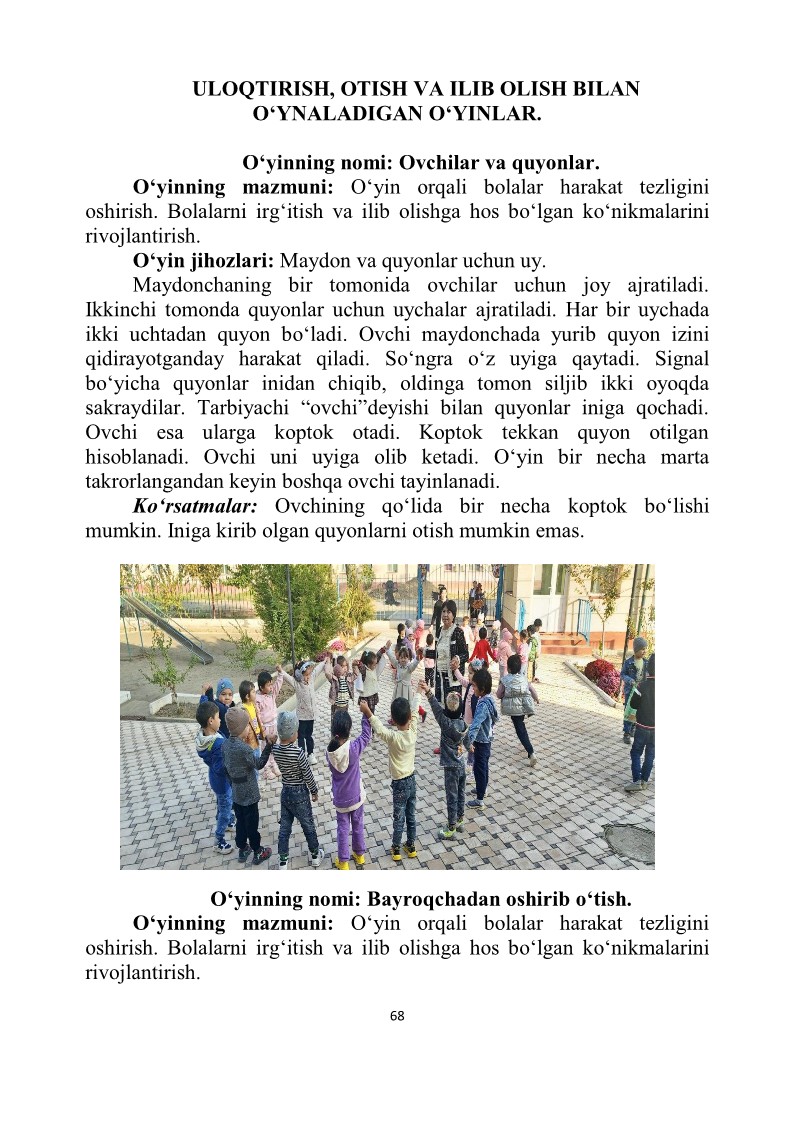 ULOQTIRISH, OTISH VA ILIB OLISH BILAN
O‘YNALADIGAN O‘YINLAR.
O‘yinning nomi: Ovchilar va quyonlar.
O‘yinning mazmuni: O‘yin orqali bolalar harakat tezligini
oshirish. Bolalarni irg‘itish va ilib olishga hos bo‘lgan ko‘nikmalarini
rivojlantirish.
O‘yin jihozlari: Maydon va quyonlar uchun uy.
Maydonchaning bir tomonida ovchilar uchun joy ajratiladi.
Ikkinchi tomonda quyonlar uchun uychalar ajratiladi. Har bir uychada
ikki uchtadan quyon bo‘ladi. Ovchi maydonchada yurib quyon izini
qidirayotganday harakat qiladi. So‘ngra o‘z uyiga qaytadi. Signal
bo‘yicha quyonlar inidan chiqib, oldinga tomon siljib ikki oyoqda
sakraydilar. Tarbiyachi “ovchi”deyishi bilan quyonlar iniga qochadi.
Ovchi esa ularga koptok otadi. Koptok tekkan quyon otilgan
hisoblanadi. Ovchi uni uyiga olib ketadi. O‘yin bir necha marta
takrorlangandan keyin boshqa ovchi tayinlanadi.
Ko‘rsatmalar: Ovchining qo‘lida bir necha koptok bo‘lishi
mumkin. Iniga kirib olgan quyonlarni otish mumkin emas.
O‘yinning nomi: Bayroqchadan oshirib o‘tish.
O‘yinning mazmuni: O‘yin orqali bolalar harakat tezligini
oshirish. Bolalarni irg‘itish va ilib olishga hos bo‘lgan ko‘nikmalarini
rivojlantirish.
68